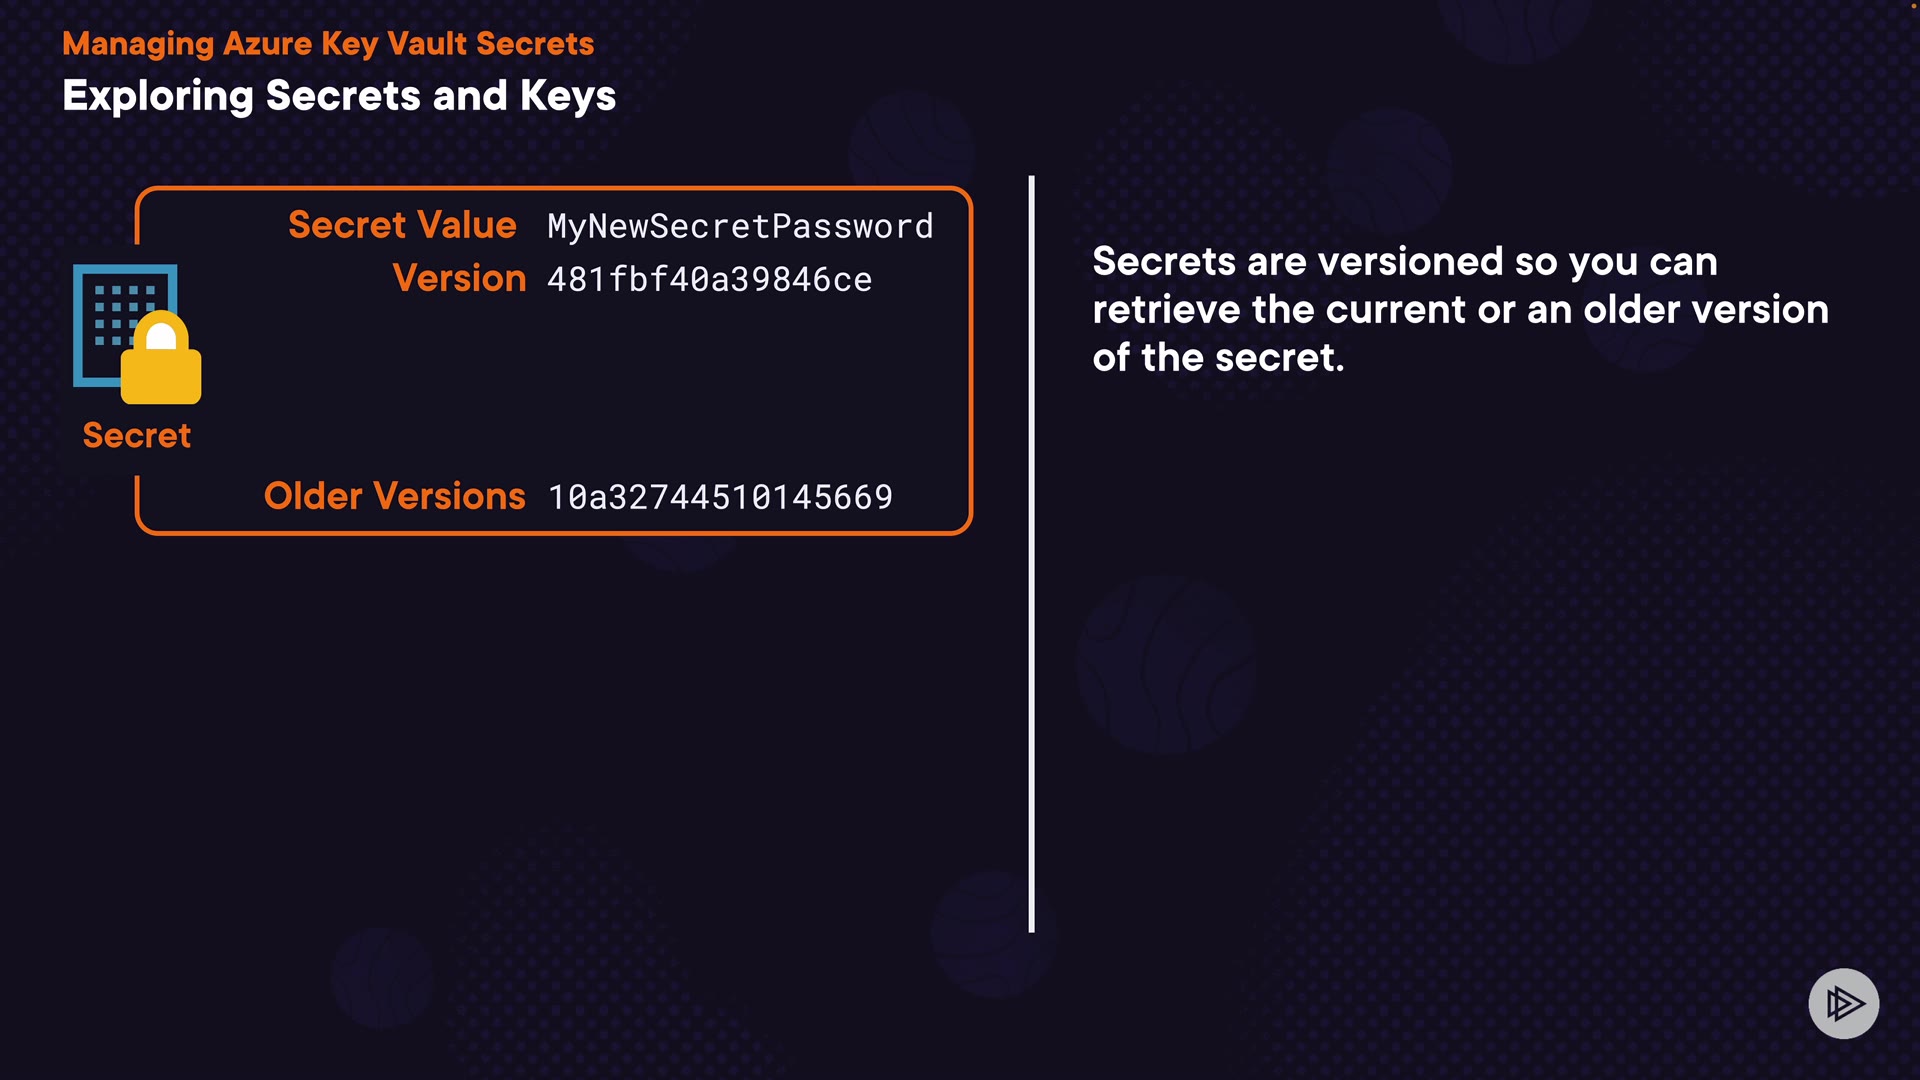 Managing Azure Key Vault Secrets
Exploring Secrets and Keys
Secret Value MyNewSecretPassword
Version 481fbf40a39846ce
Secret
Older Versions 10a32744510145669
Secrets are versioned so you can
retrieve the current or an older version
of the secret.